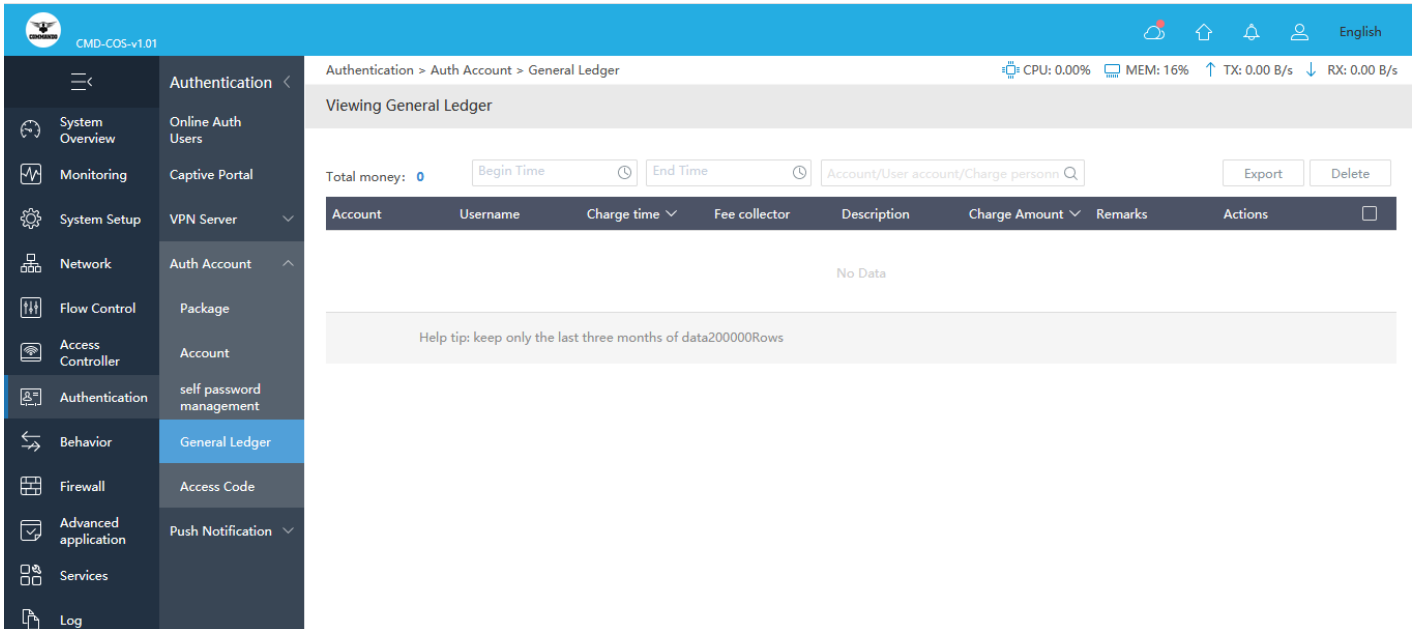 COMMANDO
CMD-COS-v1.01
English
Authentication
Authentication > Auth Account > General Ledger
CPU: 0.00%
MEM: 16%
TX: 0.00 B/s
RX: 0.00 B/s
Viewing General Ledger
System
Overview
Monitoring
System Setup
Network
Flow Control
Access
Controller
Authentication
Behavior
Firewall
Advanced
application
Services
Log
Online Auth
Users
Captive Portal
VPN Server
Auth Account
Package
Account
self password
management
General Ledger
Access Code
Push Notification
Total money: 0
Begin Time
End Time
Account/User account/Charge personn
Export
Delete
Account Username Charge time Fee collector Description Charge Amount Remarks Actions
No Data
Help tip: keep only the last three months of data200000Rows